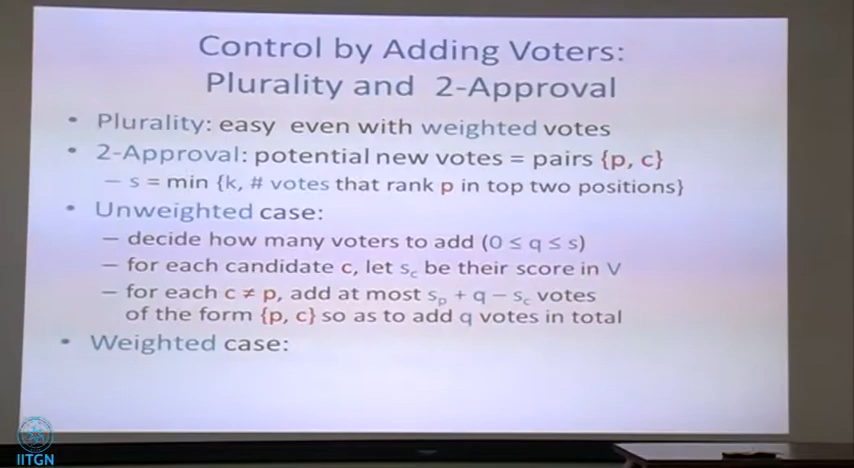 Control by Adding Voters:
Plurality and 2-Approval
• Plurality: easy even with weighted votes
• 2-Approval: potential new votes = pairs {p, c}
– s = min {k, # votes that rank p in top two positions}
• Unweighted case:
– decide how many voters to add (0 ≤ q ≤ s)
– for each candidate c, let s_c be their score in V
– for each c ≠ p, add at most s_p + q – s_c votes
of the form {p, c} so as to add q votes in total
• Weighted case:
IITGN